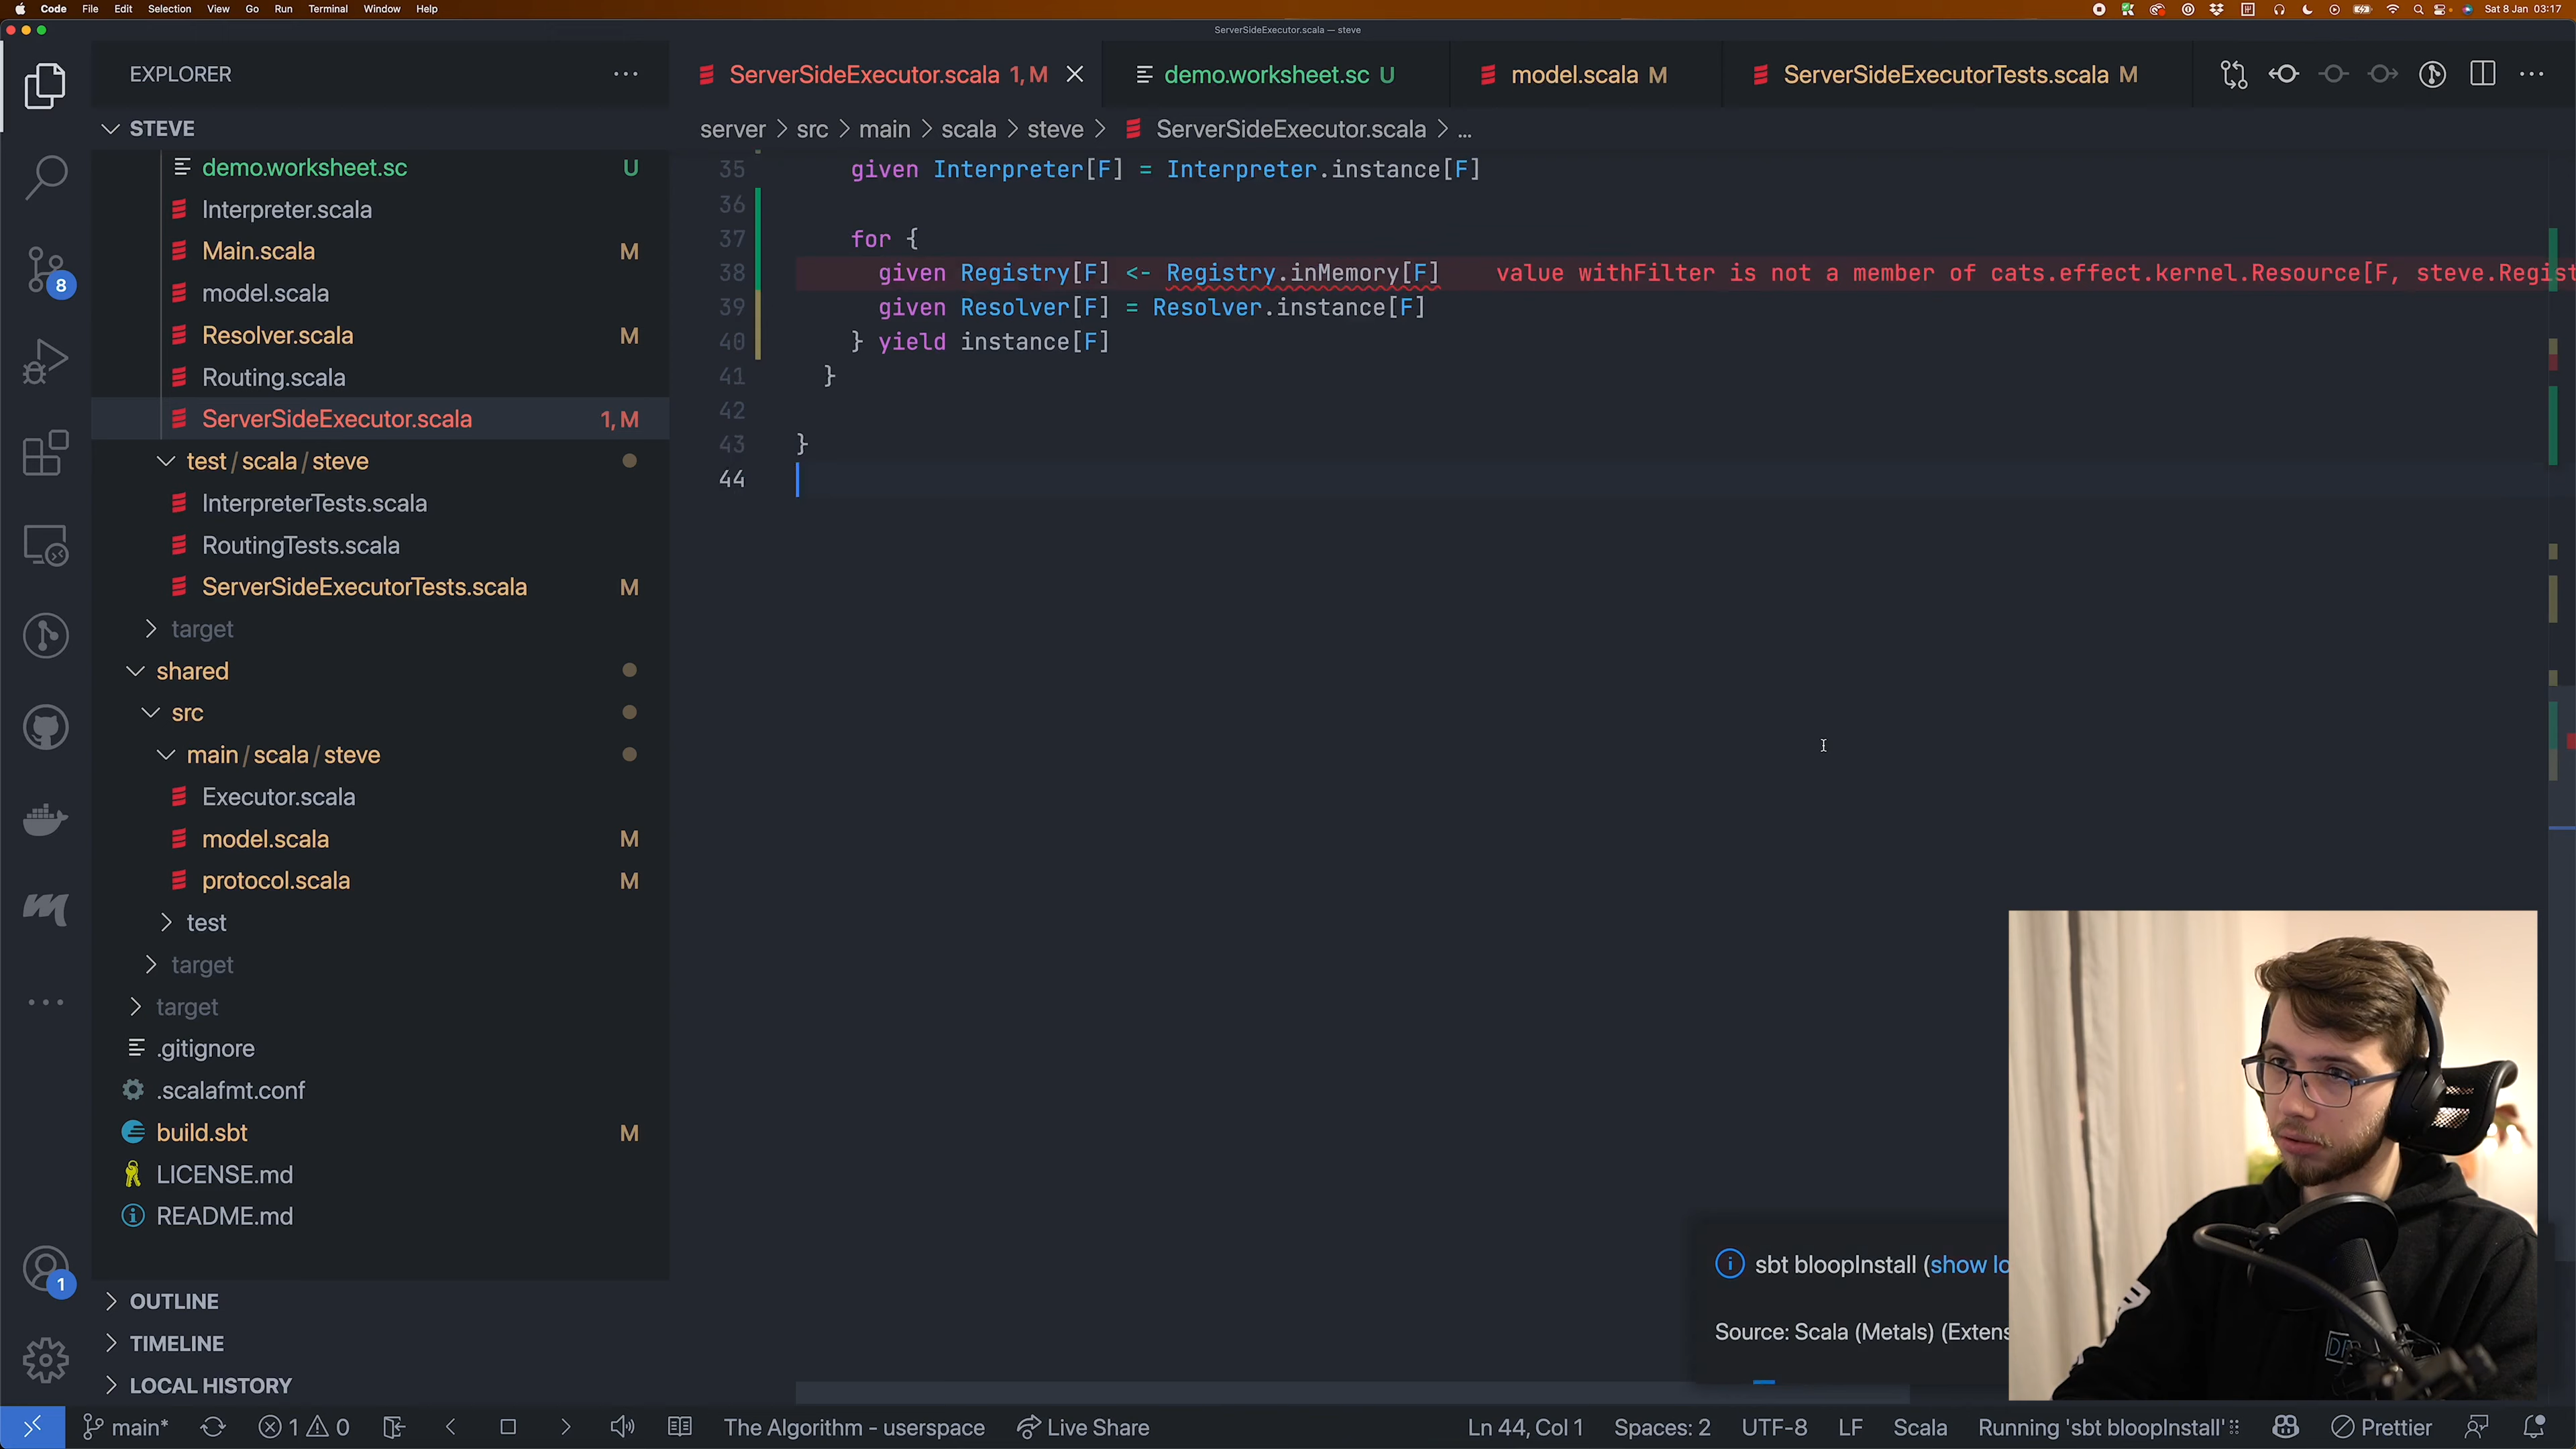 Code File Edit Selection View Go Run Terminal Window Help
Sat 8 Jan 03:17
ServerSideExecutor.scala — steve
EXPLORER
ServerSideExecutor.scala 1, M
demo.worksheet.sc U
model.scala M
ServerSideExecutorTests.scala M
STEVE
server > src > main > scala > steve > ServerSideExecutor.scala > ...
demo.worksheet.sc U
Interpreter.scala
Main.scala M
model.scala
Resolver.scala M
Routing.scala
ServerSideExecutor.scala 1, M
test / scala / steve
InterpreterTests.scala
RoutingTests.scala
ServerSideExecutorTests.scala M
target
shared
src
main / scala / steve
Executor.scala
model.scala M
protocol.scala M
test
target
target
.gitignore
.scalafmt.conf
build.sbt M
LICENSE.md
README.md
OUTLINE
TIMELINE
LOCAL HISTORY
8
1
35 given Interpreter[F] = Interpreter.instance[F]
36
37 for {
38 given Registry[F] <- Registry.inMemory[F] value withFilter is not a member of cats.effect.kernel.Resource[F, steve.Regist
39 given Resolver[F] = Resolver.instance[F]
40 } yield instance[F]
41 }
42
43 }
44
sbt bloopInstall (show lo
Source: Scala (Metals) (Extens
main* 1 0 The Algorithm - userspace Live Share Ln 44, Col 1 Spaces: 2 UTF-8 LF Scala Running 'sbt bloopInstall' Prettier